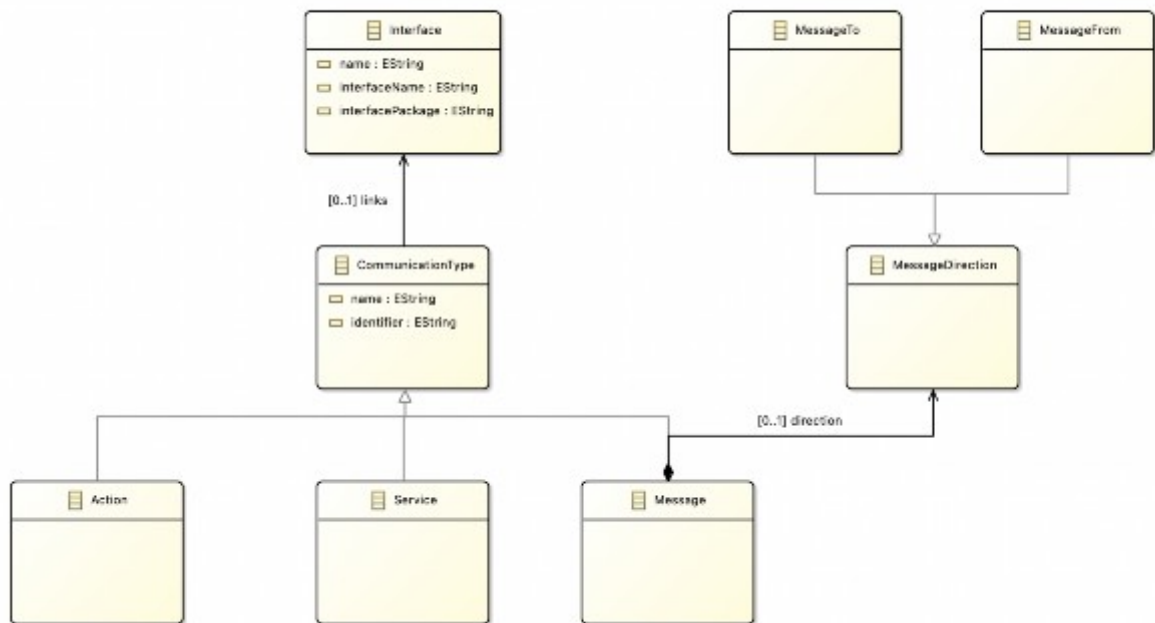 Interface
name : EString
interfaceName : EString
interfacePackage : EString
MessageTo
MessageFrom
[0..1] links
CommunicationType
name : EString
identifier : EString
MessageDirection
[0..1] direction
Action
Service
Message